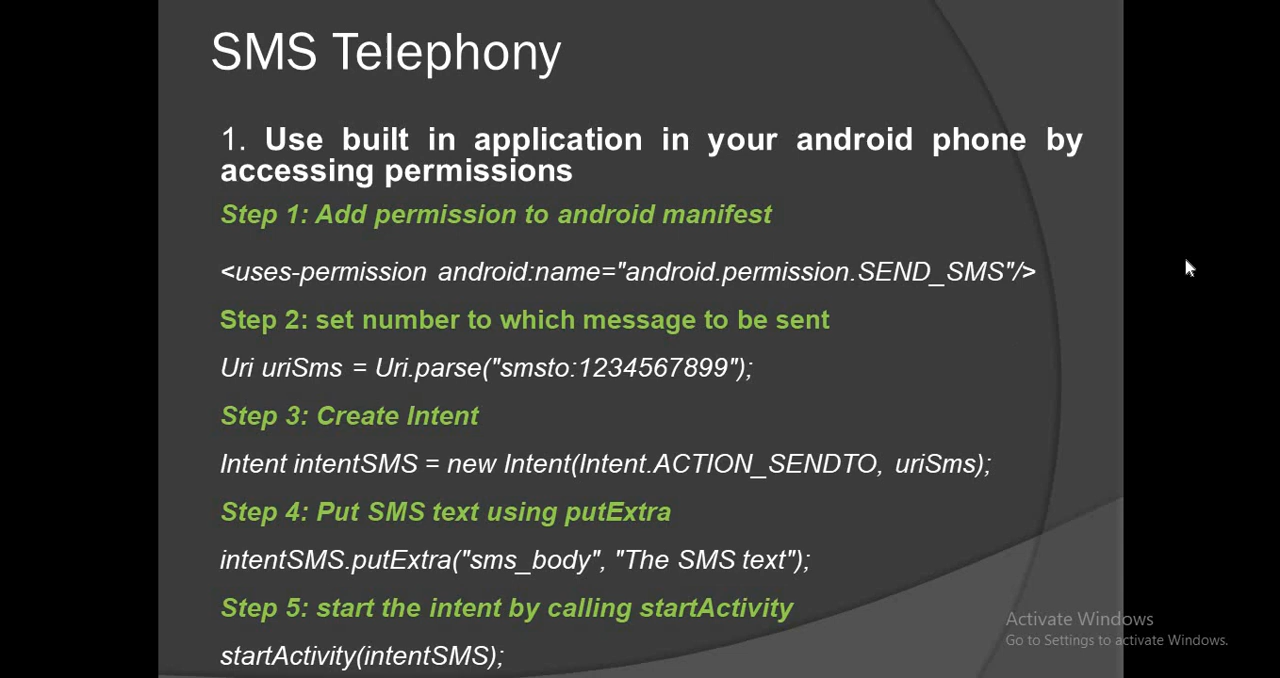 SMS Telephony
1. Use built in application in your android phone by
accessing permissions
Step 1: Add permission to android manifest
<uses-permission android:name="android.permission.SEND_SMS"/>
Step 2: set number to which message to be sent
Uri uriSms = Uri.parse("smsto:1234567899");
Step 3: Create Intent
Intent intentSMS = new Intent(Intent.ACTION_SENDTO, uriSms);
Step 4: Put SMS text using putExtra
intentSMS.putExtra("sms_body", "The SMS text");
Step 5: start the intent by calling startActivity
startActivity(intentSMS);
Activate Windows
Go to Settings to activate Windows.